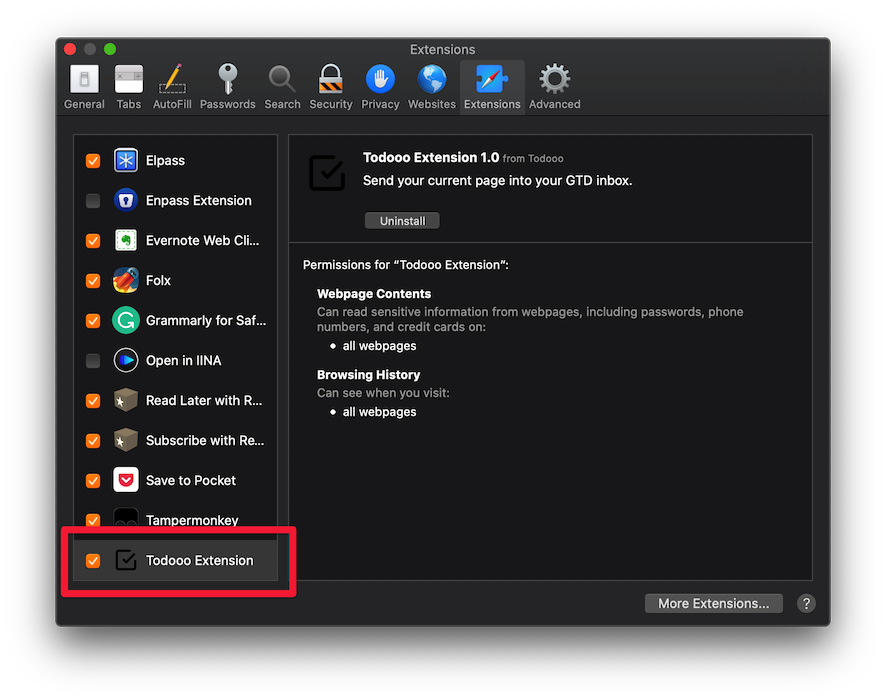 Extensions
General
Tabs
AutoFill
Passwords
Search
Security
Privacy
Websites
Extensions
Advanced
Elpass
Enpass Extension
Evernote Web Cli...
Folx
Grammarly for Saf...
Open in IINA
Read Later with R...
Subscribe with Re...
Save to Pocket
Tampermonkey
Todooo Extension
Todooo Extension 1.0 from Todooo
Send your current page into your GTD inbox.
Uninstall
Permissions for “Todooo Extension”:
Webpage Contents
Can read sensitive information from webpages, including passwords, phone
numbers, and credit cards on:
• all webpages
Browsing History
Can see when you visit:
• all webpages
More Extensions...
?